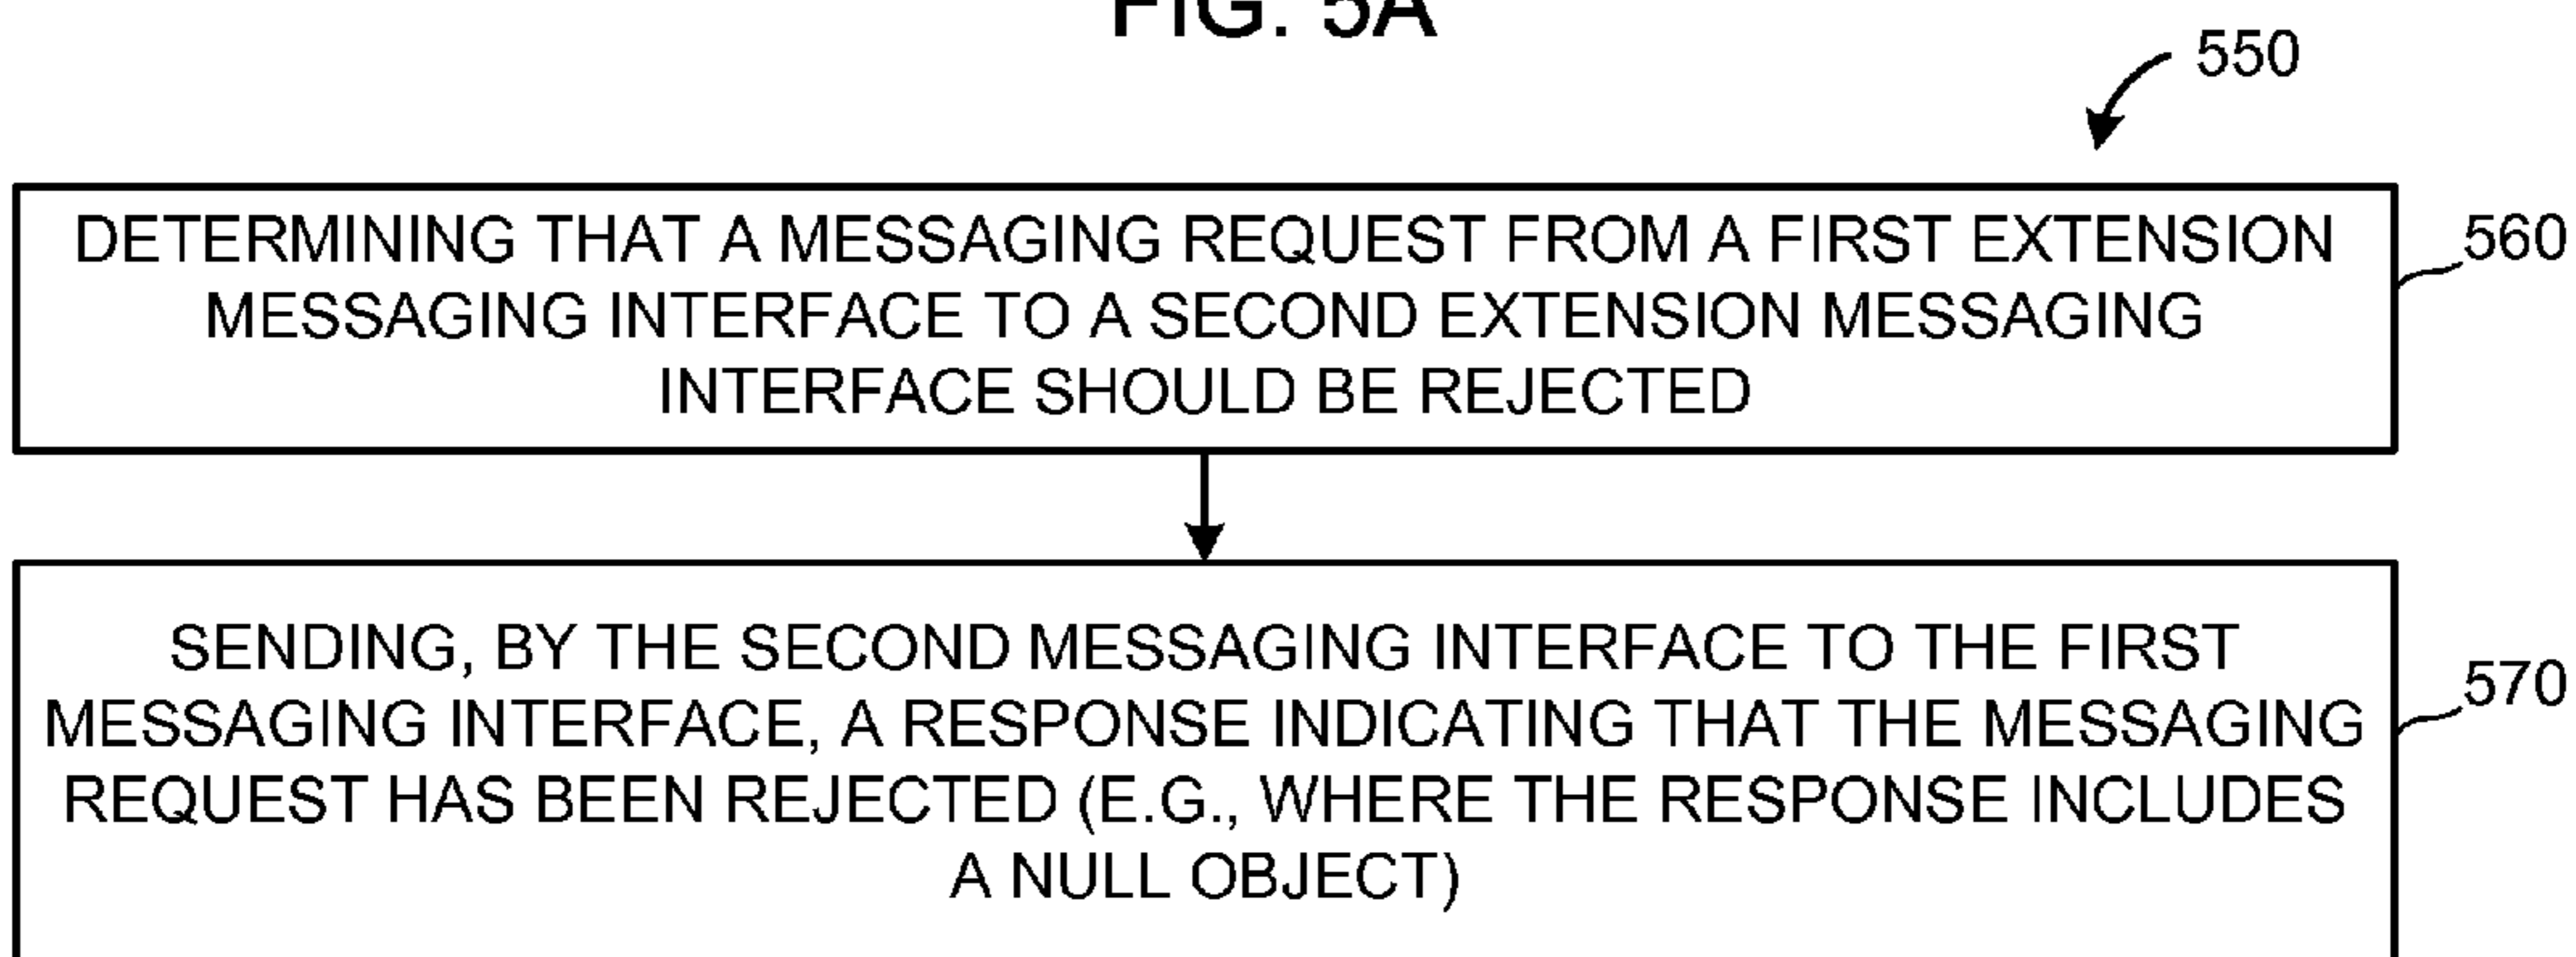 FIG. 5A
550
DETERMINING THAT A MESSAGING REQUEST FROM A FIRST EXTENSION
MESSAGING INTERFACE TO A SECOND EXTENSION MESSAGING
INTERFACE SHOULD BE REJECTED
560
SENDING, BY THE SECOND MESSAGING INTERFACE TO THE FIRST
MESSAGING INTERFACE, A RESPONSE INDICATING THAT THE MESSAGING
REQUEST HAS BEEN REJECTED (E.G., WHERE THE RESPONSE INCLUDES
A NULL OBJECT)
570